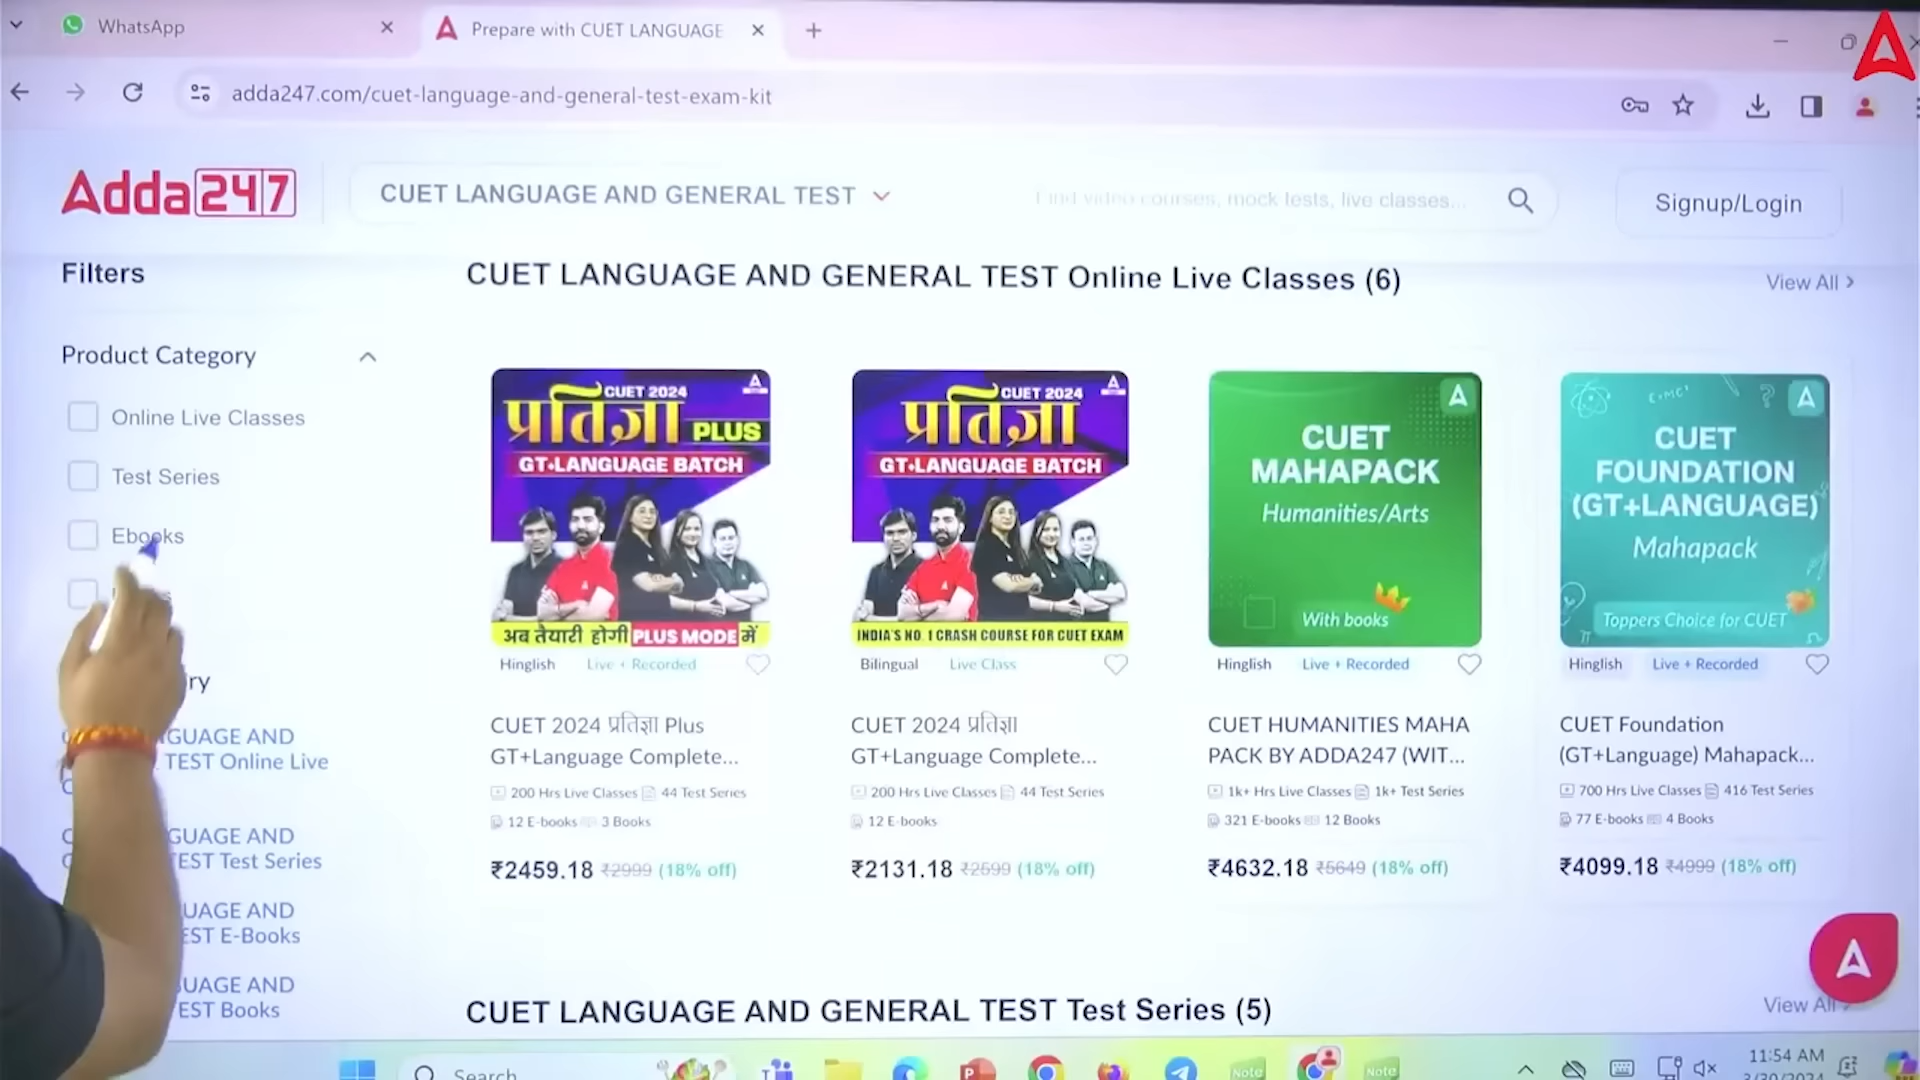 WhatsApp
Prepare with CUET LANGUAGE
adda247.com/cuet-language-and-general-test-exam-kit
Adda247
CUET LANGUAGE AND GENERAL TEST
Find video courses, mock tests, live classes...
Signup/Login
Filters
Product Category
Online Live Classes
Test Series
Ebooks
CUET LANGUAGE AND GENERAL TEST Online Live Classes (6)
View All
CUET 2024
प्रतिज्ञा PLUS
GT+LANGUAGE BATCH
अब तैयारी होगी PLUS MODE में
Hinglish Live + Recorded
CUET 2024 प्रतिज्ञा Plus
GT+Language Complete...
200 Hrs Live Classes 44 Test Series
12 E-books 3 Books
₹2459.18 ₹2999 (18% off)
CUET 2024
प्रतिज्ञा
GT+LANGUAGE BATCH
INDIA'S NO. 1 CRASH COURSE FOR CUET EXAM
Bilingual Live Class
CUET 2024 प्रतिज्ञा
GT+Language Complete...
200 Hrs Live Classes 44 Test Series
12 E-books
₹2131.18 ₹2599 (18% off)
CUET
MAHAPACK
Humanities/Arts
With books
Hinglish Live + Recorded
CUET HUMANITIES MAHA
PACK BY ADDA247 (WIT...
1k+ Hrs Live Classes 1k+ Test Series
321 E-books 12 Books
₹4632.18 ₹5649 (18% off)
CUET
FOUNDATION
(GT+LANGUAGE)
Mahapack
Toppers Choice for CUET
Hinglish Live + Recorded
CUET Foundation
(GT+Language) Mahapack...
700 Hrs Live Classes 416 Test Series
77 E-books 4 Books
₹4099.18 ₹4999 (18% off)
AND
TEST Online Live
AND
Test Series
AND
E-Books
AND
Books
CUET LANGUAGE AND GENERAL TEST Test Series (5)
View All
Search
Note
Note
11:54 AM